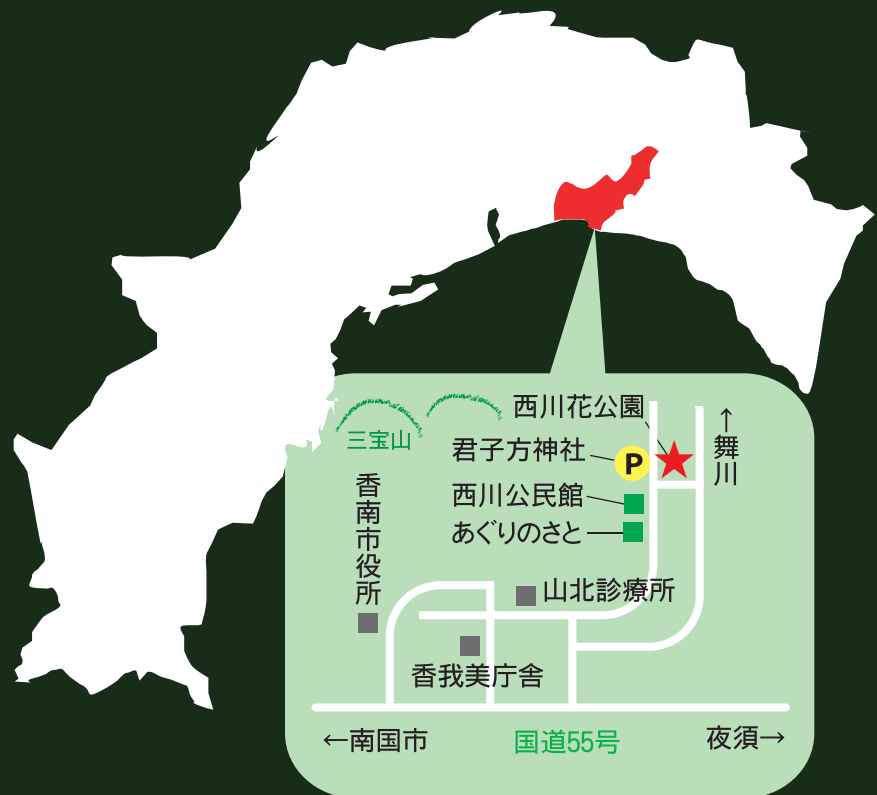 西川花公園
三宝山
君子方神社
P
↑舞川
香南市役所
西川公民館
あぐりのさと
山北診療所
香我美庁舎
←南国市
国道55号
夜須→